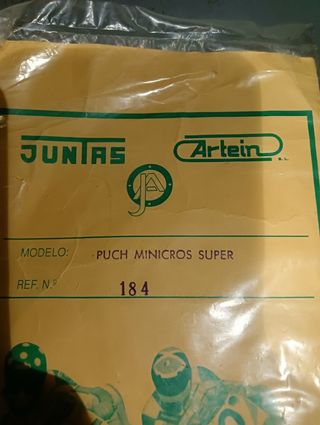 JUNTAS Artein S.L.
JA
MODELO: PUCH MINICROS SUPER
REF. N.º 184